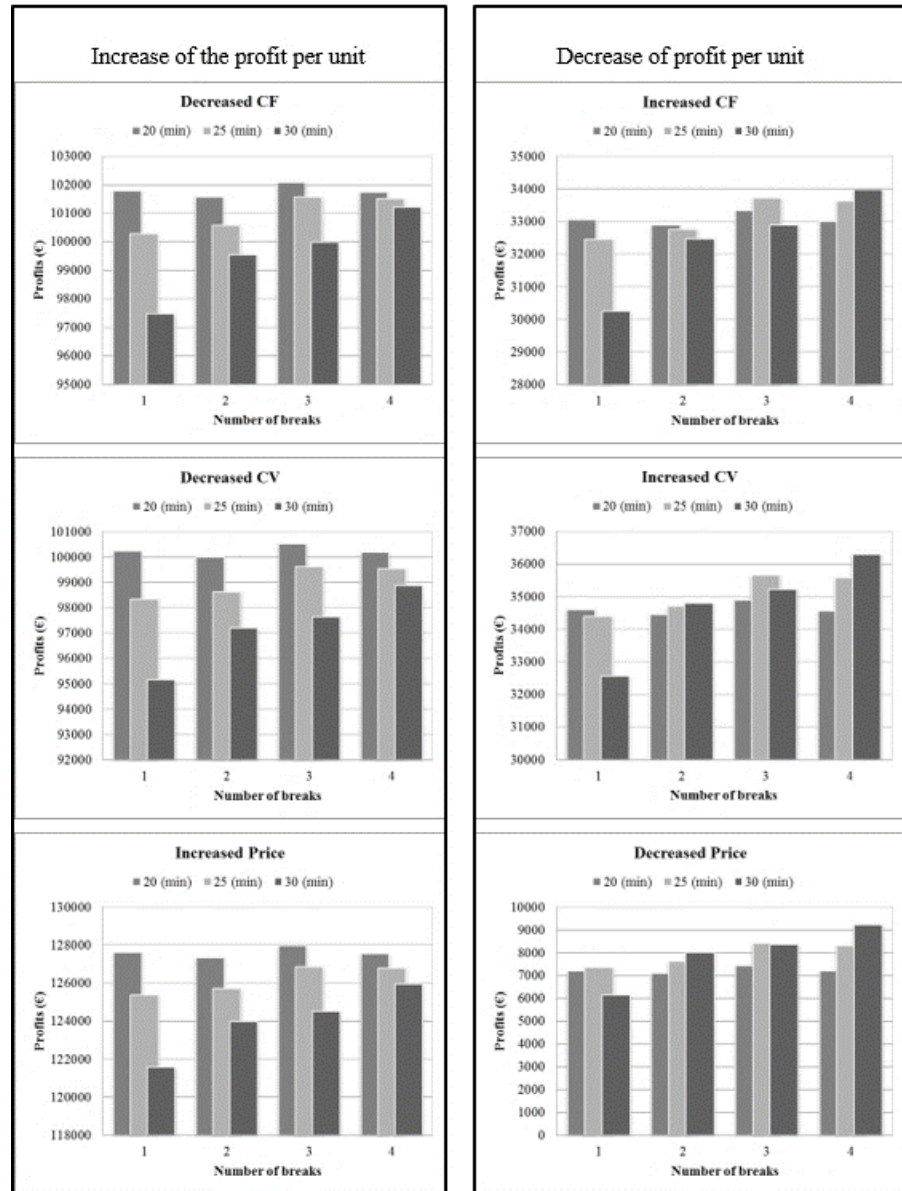 Increase of the profit per unit
Decreased CF
20 (min) 25 (min) 30 (min)
103000
102000
101000
100000
99000
98000
97000
96000
95000
Profits (€)
1 2 3 4
Number of breaks
Decreased CV
20 (min) 25 (min) 30 (min)
101000
100000
99000
98000
97000
96000
95000
94000
93000
92000
Profits (€)
1 2 3 4
Number of breaks
Increased Price
20 (min) 25 (min) 30 (min)
130000
128000
126000
124000
122000
120000
118000
Profits (€)
1 2 3 4
Number of breaks
Decrease of profit per unit
Increased CF
20 (min) 25 (min) 30 (min)
35000
34000
33000
32000
31000
30000
29000
28000
Profits (€)
1 2 3 4
Number of breaks
Increased CV
20 (min) 25 (min) 30 (min)
37000
36000
35000
34000
33000
32000
31000
30000
Profits (€)
1 2 3 4
Number of breaks
Decreased Price
20 (min) 25 (min) 30 (min)
10000
9000
8000
7000
6000
5000
4000
3000
2000
1000
0
Profits (€)
1 2 3 4
Number of breaks